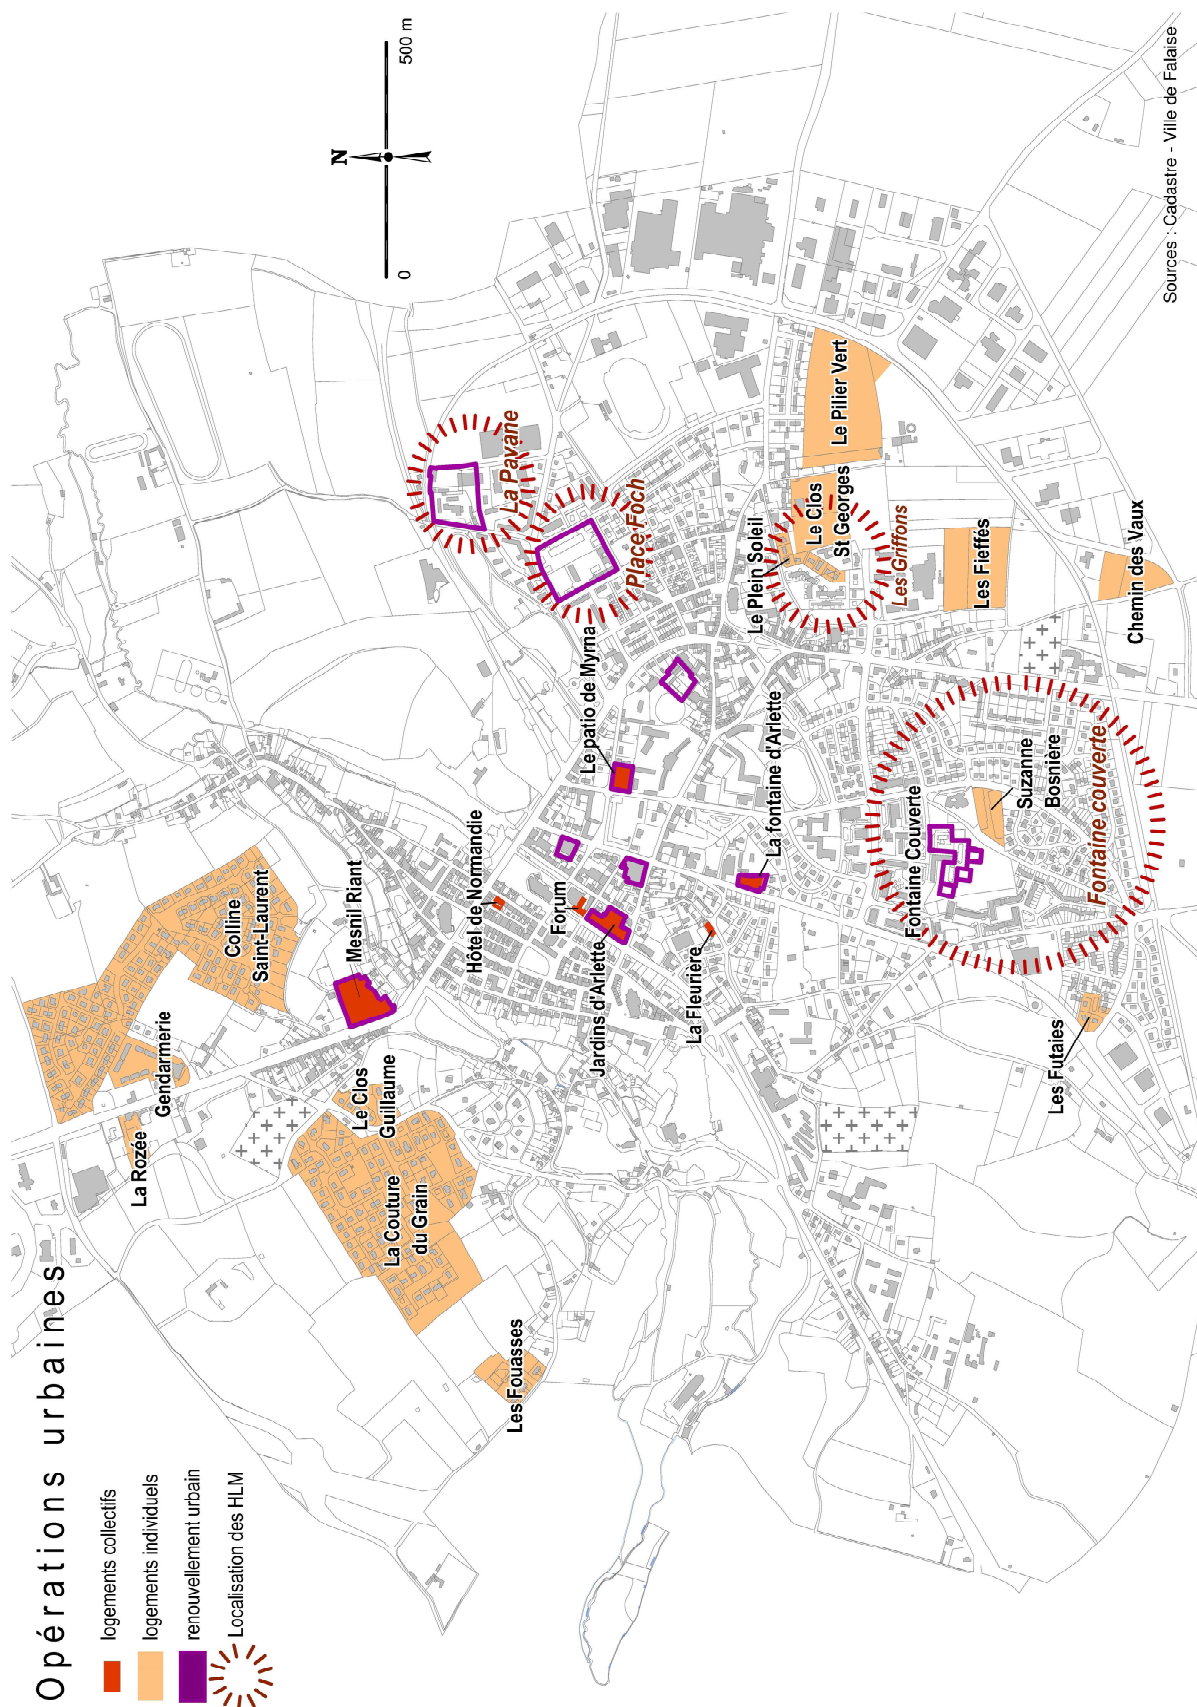 Opérations urbaines
logements collectifs
logements individuels
renouvellement urbain
Localisation des HLM
N
0
500 m
La Rozée
Gendarmerie
Colline
Saint-Laurent
Mesnil Riant
Le Clos
Guillaume
La Couture
du Grain
Les Fouasses
Hôtel de Normandie
Forum
Jardins d'Arlette
La Fleurière
Le patio de Myrna
La fontaine d'Arlette
La Pavane
Place Foch
Le Plein Soleil
Le Clos
St Georges
Le Pilier Vert
Les Griffons
Les Fieffés
Chemin des Vaux
Fontaine Couverte
Suzanne
Bosnière
Fontaine couverte
Les Futaies
Sources : Cadastre - Ville de Falaise